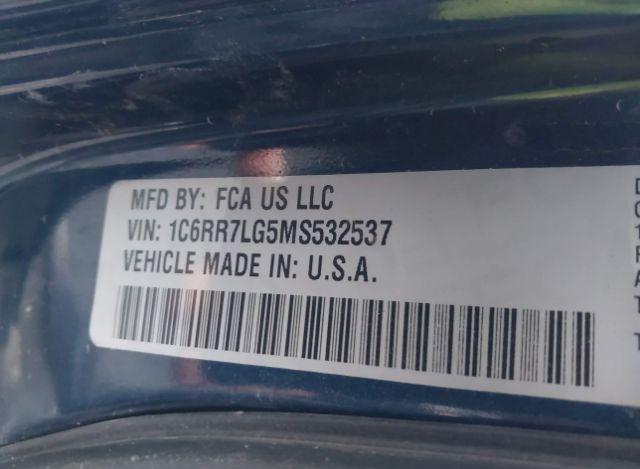 MFD BY: FCA US LLC
VIN: 1C6RR7LG5MS532537
VEHICLE MADE IN: U.S.A.